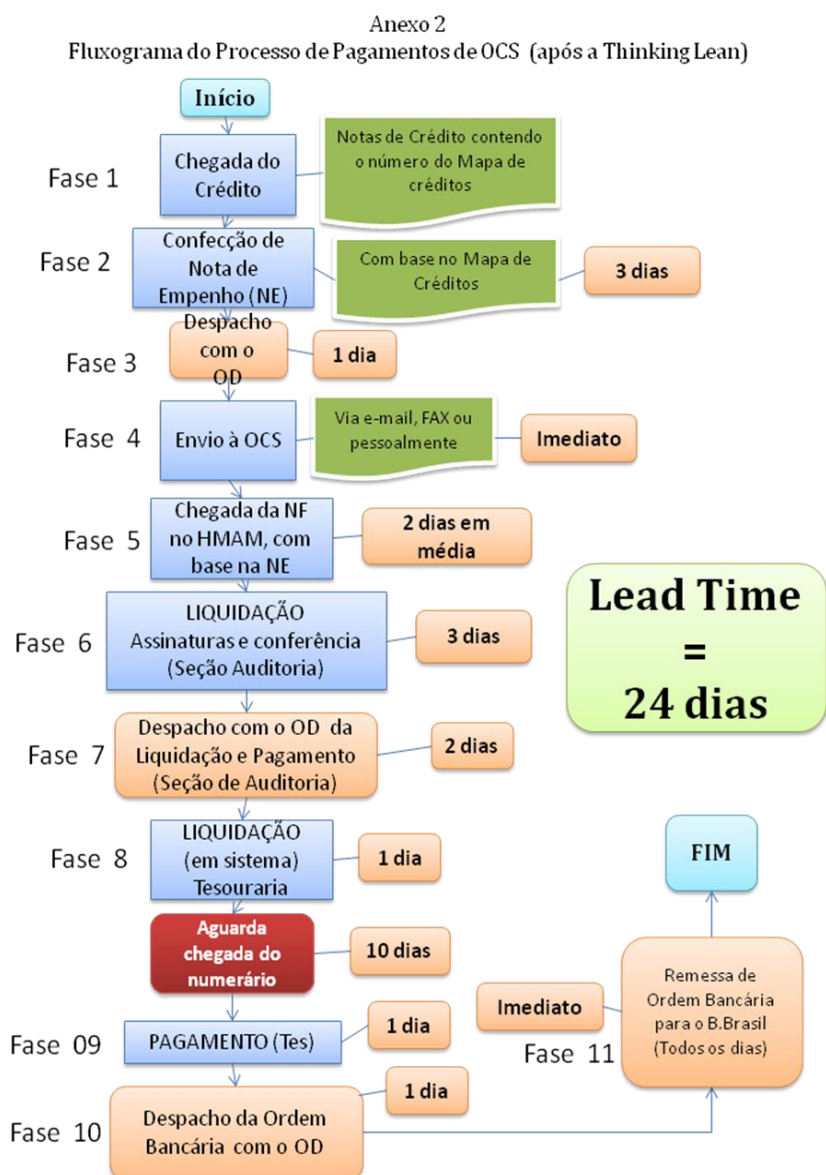 Anexo 2
Fluxograma do Processo de Pagamentos de OCS (após a Thinking Lean)
Início
Fase 1
Chegada do
Crédito
Notas de Crédito contendo
o número do Mapa de
créditos
Fase 2
Confecção de
Nota de
Empenho (NE)
Com base no Mapa de
Créditos
3 dias
Fase 3
Despacho
com o
OD
1 dia
Fase 4
Envio à OCS
Via e-mail, FAX ou
pessoalmente
Imediato
Fase 5
Chegada da NF
no HMAM, com
base na NE
2 dias em
média
Lead Time
=
24 dias
Fase 6
LIQUIDAÇÃO
Assinaturas e conferência
(Seção Auditoria)
3 dias
Fase 7
Despacho com o OD da
Liquidação e Pagamento
(Seção de Auditoria)
2 dias
Fase 8
LIQUIDAÇÃO
(em sistema)
Tesouraria
1 dia
Aguarda
chegada do
numerário
10 dias
Fase 09
PAGAMENTO (Tes)
1 dia
Fase 10
Despacho da Ordem
Bancária com o OD
1 dia
Fase 11
Remessa de
Ordem Bancária
para o B.Brasil
(Todos os dias)
Imediato
FIM